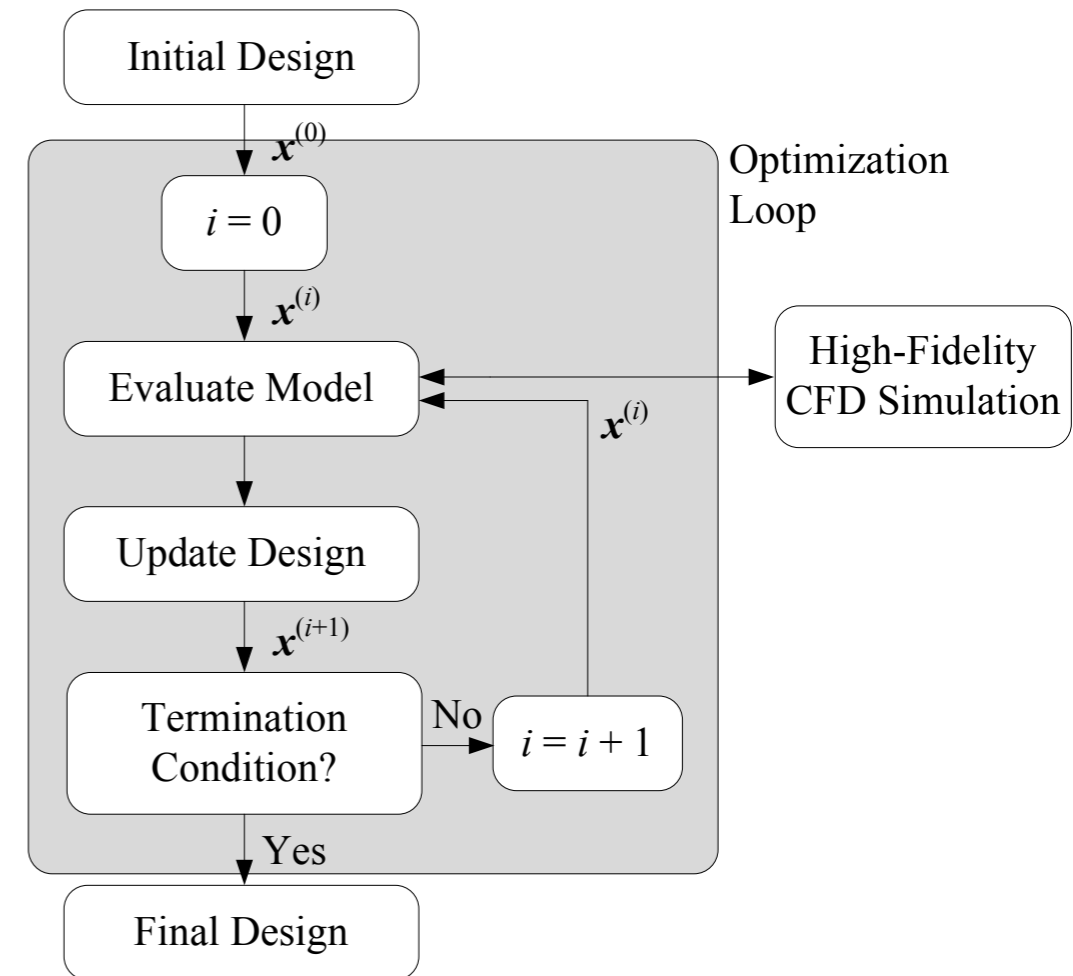 Initial Design
x^(0)
Optimization
Loop
i = 0
x^(i)
Evaluate Model
High-Fidelity
CFD Simulation
x^(i)
Update Design
x^(i+1)
Termination
Condition?
No
i = i + 1
Yes
Final Design